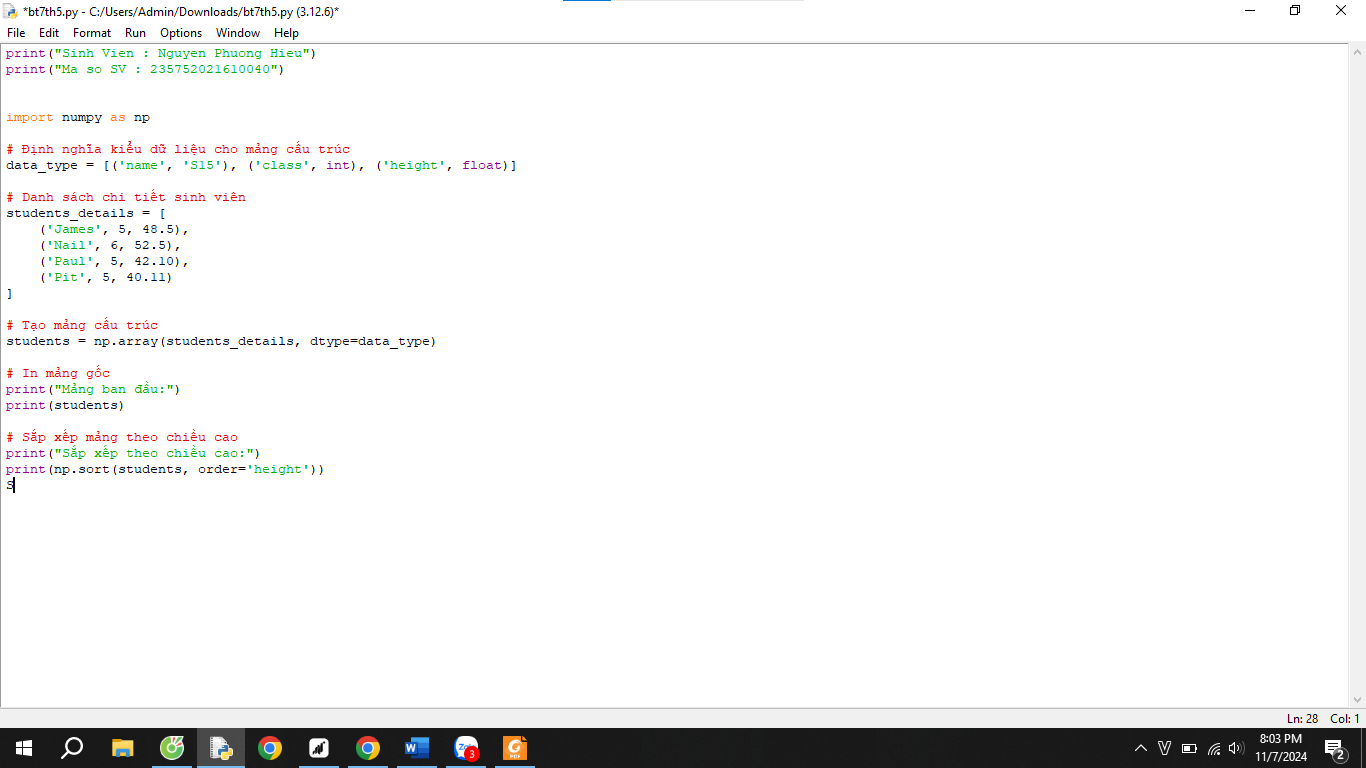 *bt7th5.py - C:/Users/Admin/Downloads/bt7th5.py (3.12.6)*
File Edit Format Run Options Window Help
print("Sinh Vien : Nguyen Phuong Hieu")
print("Ma so SV : 235752021610040")
import numpy as np
# Định nghĩa kiểu dữ liệu cho mảng cấu trúc
data_type = [('name', 'S15'), ('class', int), ('height', float)]
# Danh sách chi tiết sinh viên
students_details = [
    ('James', 5, 48.5),
    ('Nail', 6, 52.5),
    ('Paul', 5, 42.10),
    ('Pit', 5, 40.11)
]
# Tạo mảng cấu trúc
students = np.array(students_details, dtype=data_type)
# In mảng gốc
print("Mảng ban đầu:")
print(students)
# Sắp xếp mảng theo chiều cao
print("Sắp xếp theo chiều cao:")
print(np.sort(students, order='height'))
S
Ln: 28 Col: 1
8:03 PM
11/7/2024
3
2